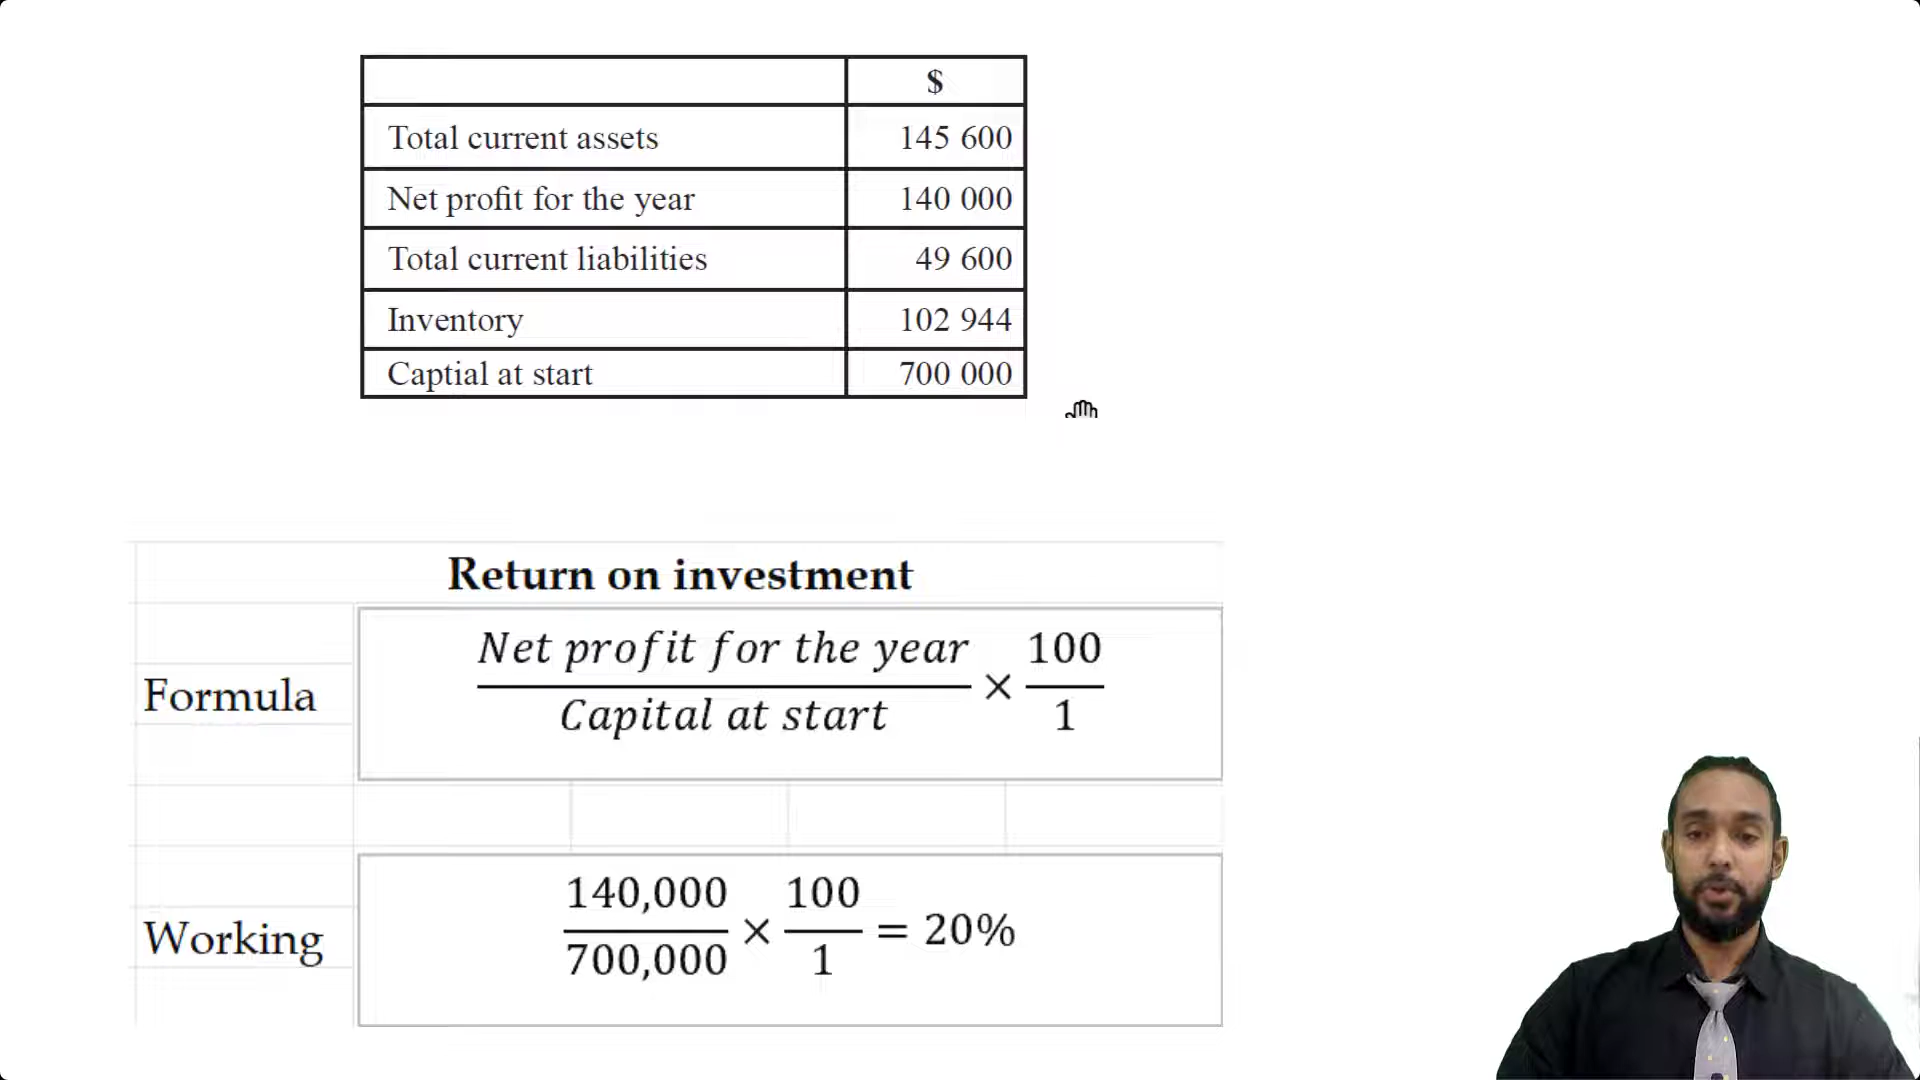 $
Total current assets 145 600
Net profit for the year 140 000
Total current liabilities 49 600
Inventory 102 944
Captial at start 700 000
Return on investment
Formula
Net profit for the year / Capital at start × 100 / 1
Working
140,000 / 700,000 × 100 / 1 = 20%